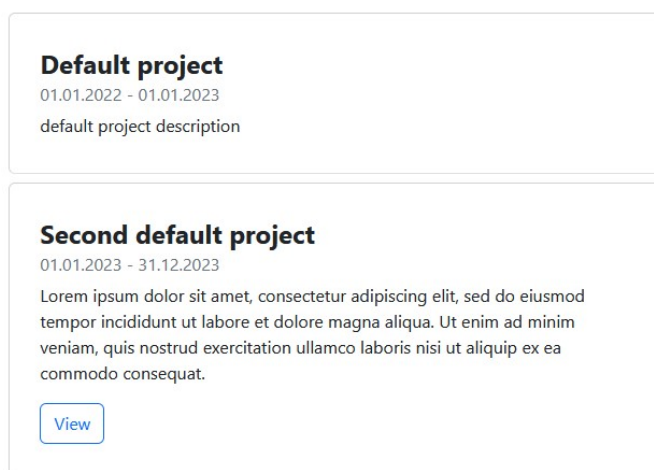 Default project
01.01.2022 - 01.01.2023
default project description
Second default project
01.01.2023 - 31.12.2023
Lorem ipsum dolor sit amet, consectetur adipiscing elit, sed do eiusmod
tempor incididunt ut labore et dolore magna aliqua. Ut enim ad minim
veniam, quis nostrud exercitation ullamco laboris nisi ut aliquip ex ea
commodo consequat.
View